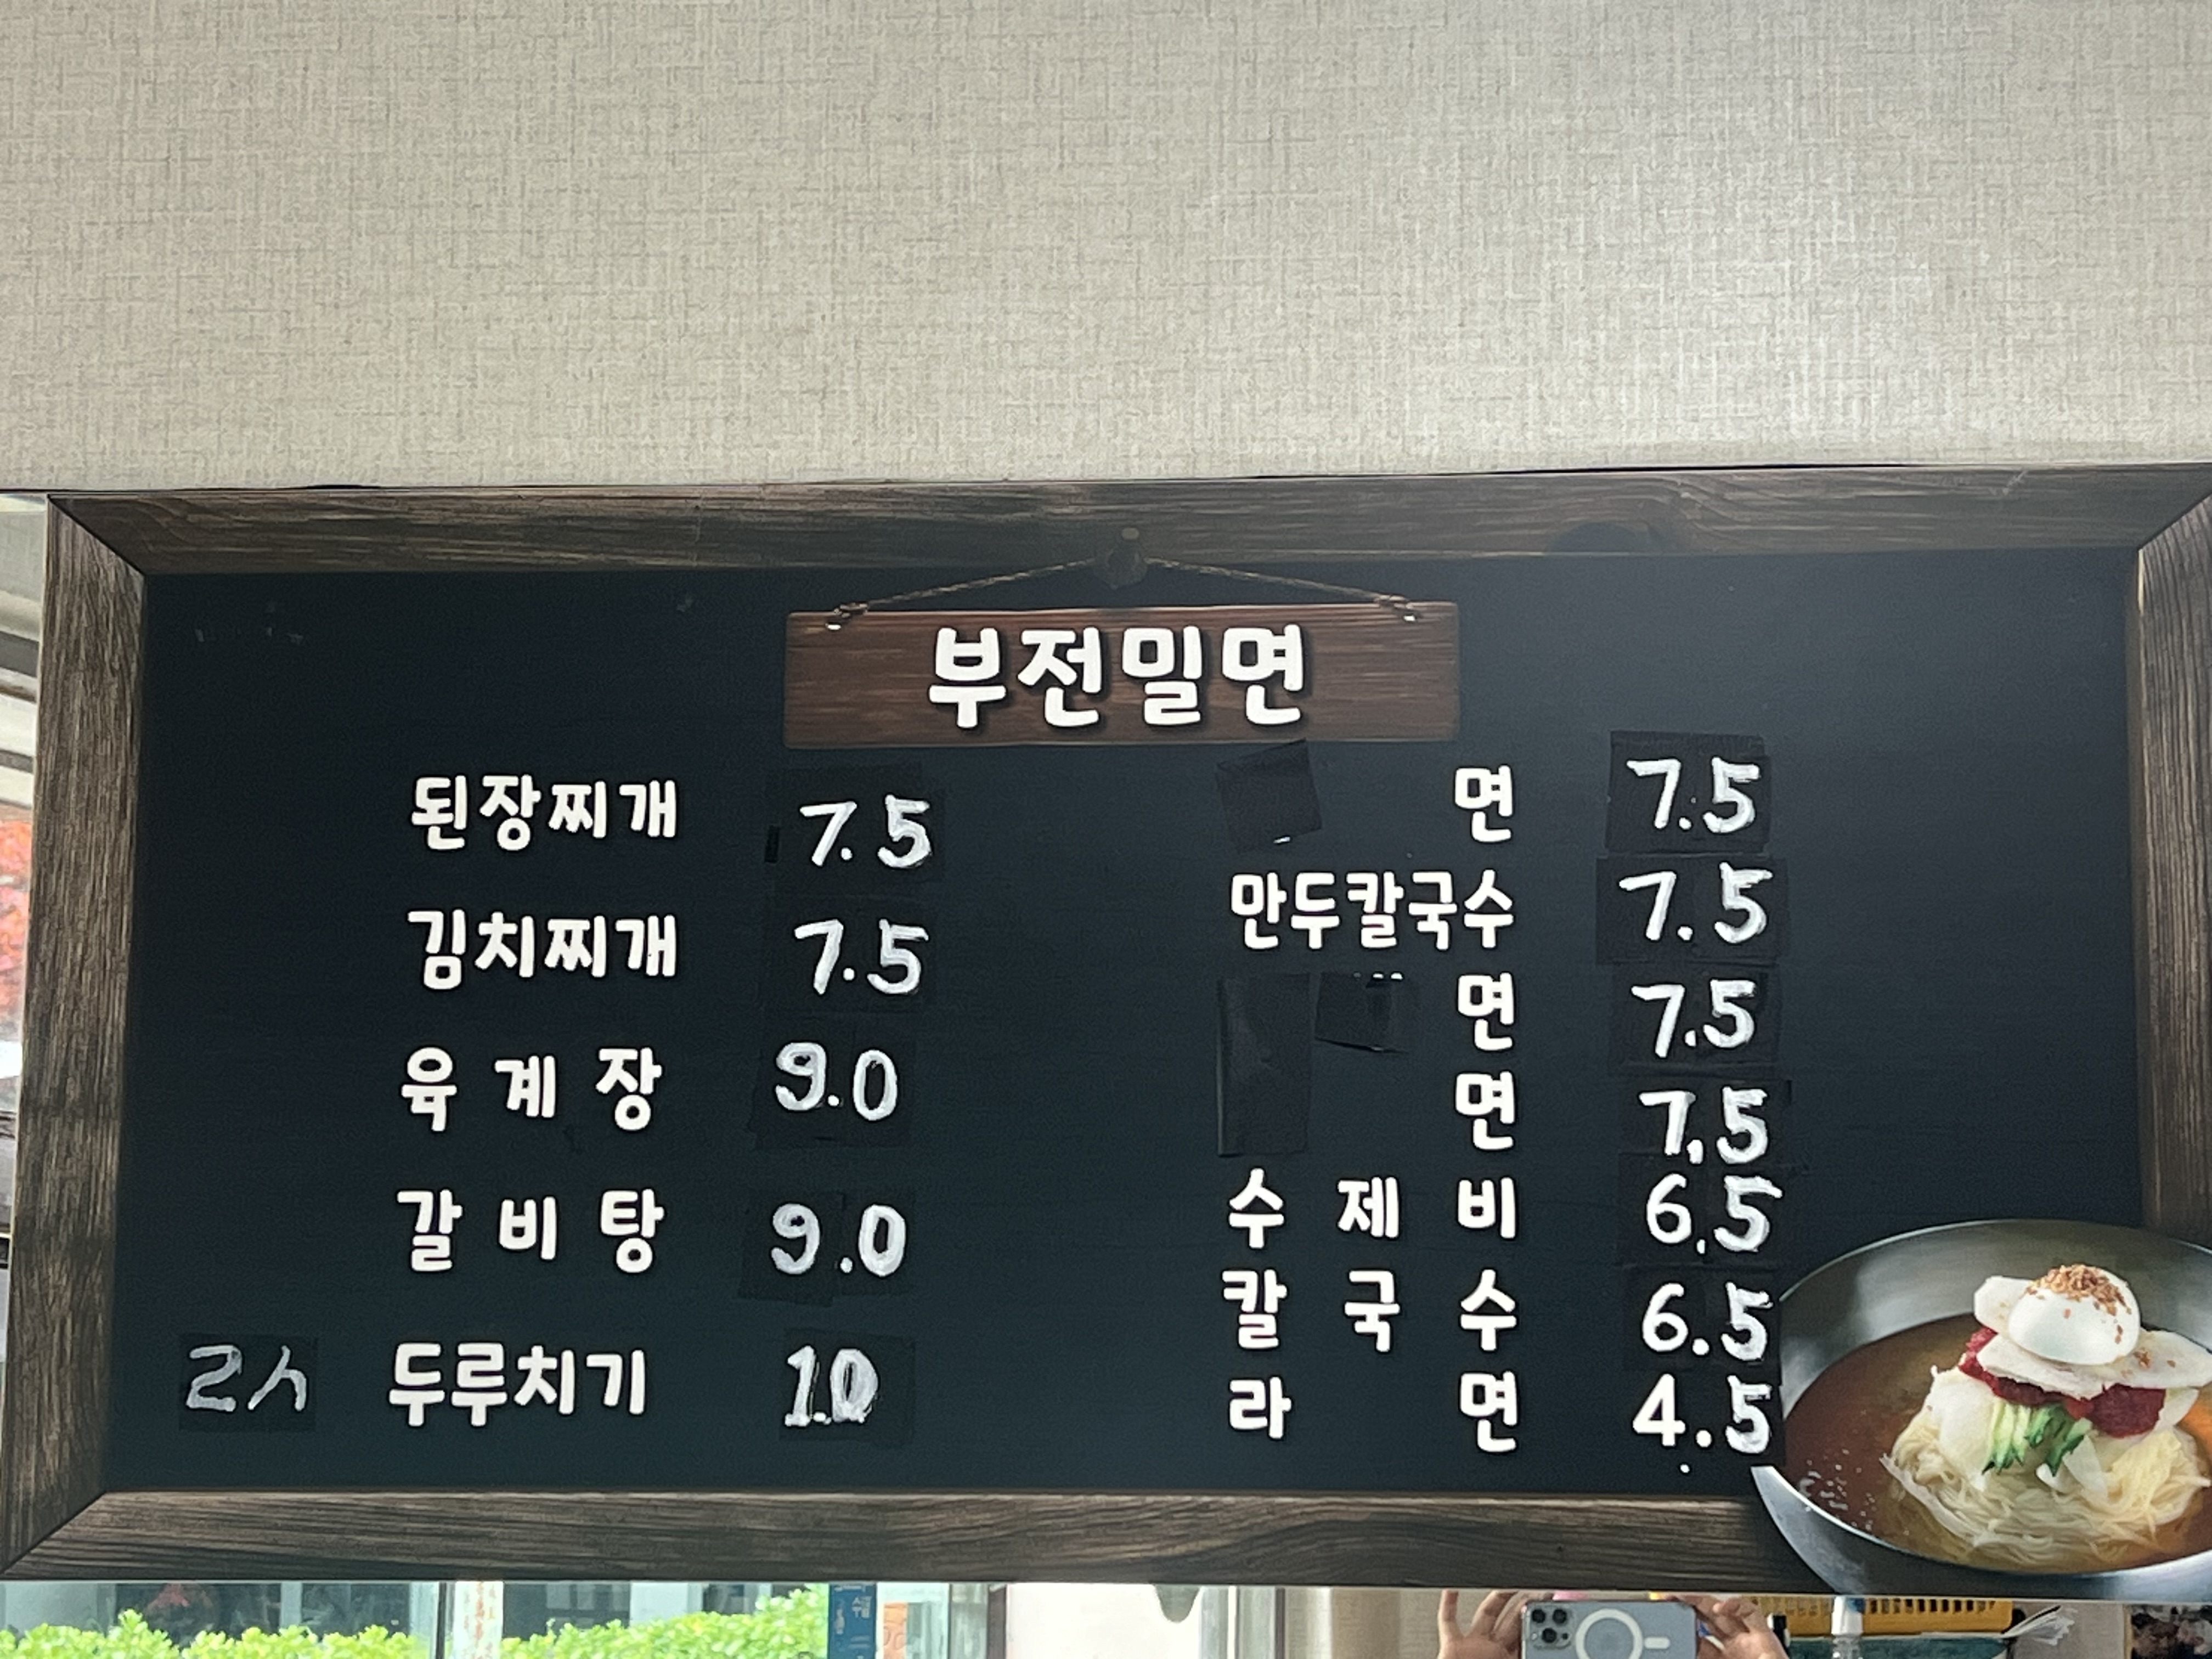 부전밀면
된장찌개 7.5
김치찌개 7.5
육 계 장 9.0
갈 비 탕 9.0
2人 두루치기 1.0
면 7.5
만두칼국수 7.5
면 7.5
면 7.5
수 제 비 6.5
칼 국 수 6.5
라 면 4.5